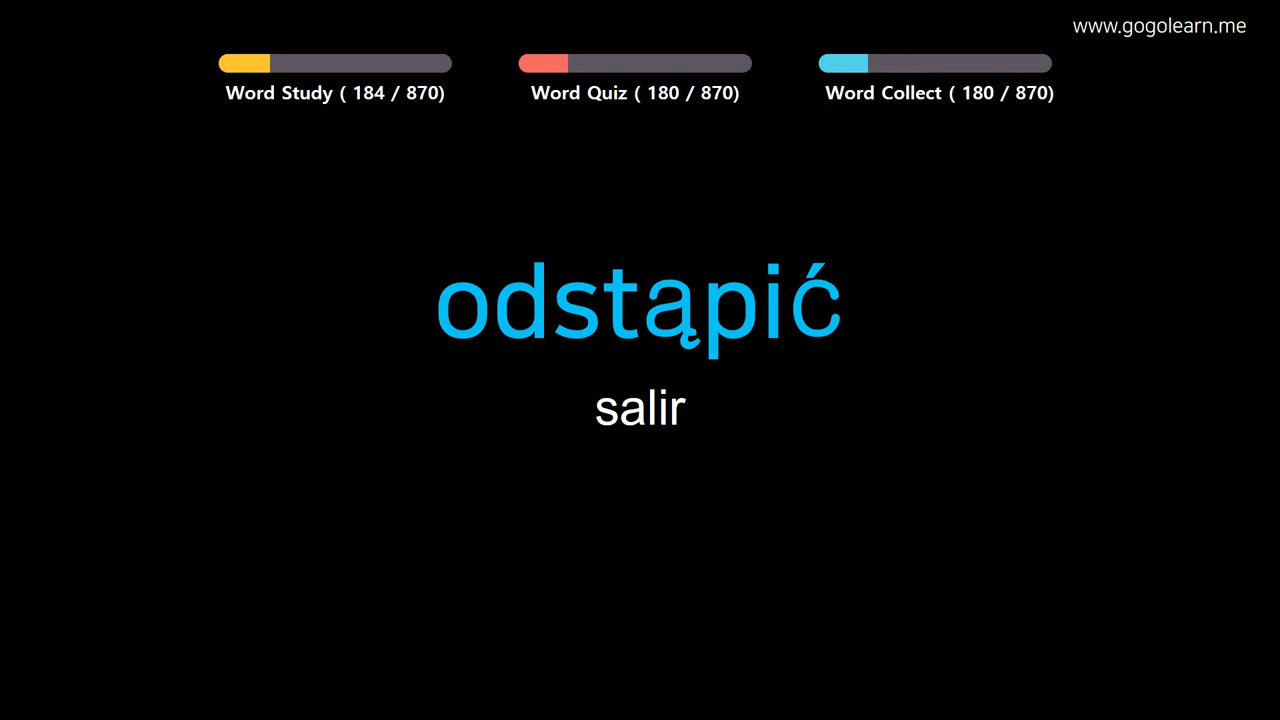 www.gogolearn.me
Word Study ( 184 / 870)
Word Quiz ( 180 / 870)
Word Collect ( 180 / 870)
odstąpić
salir